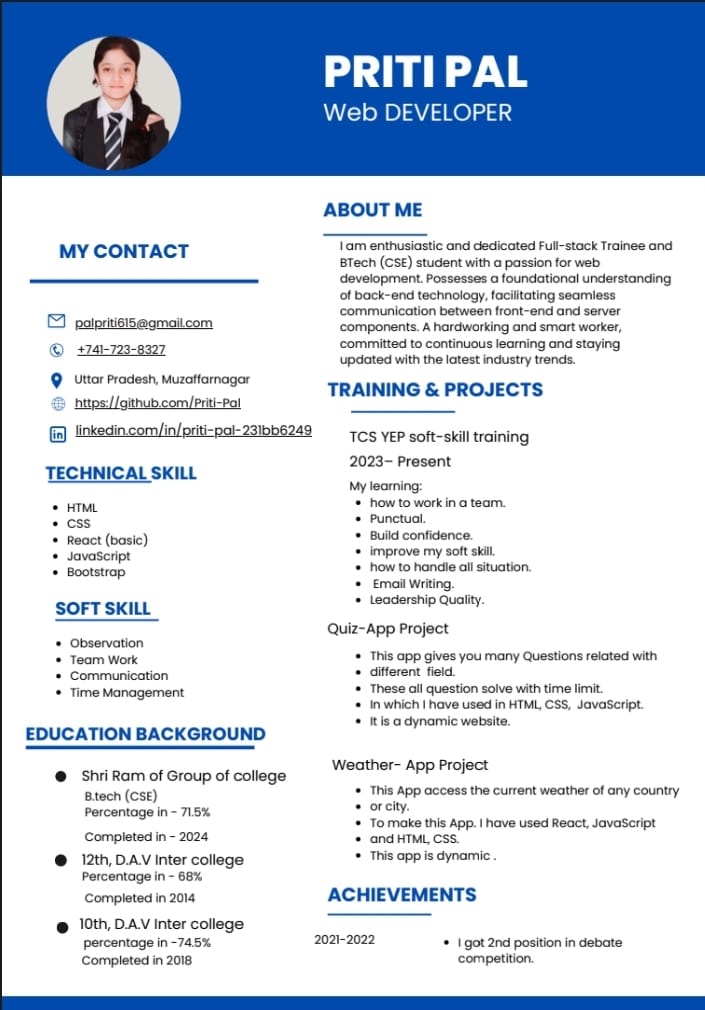 PRITI PAL
Web DEVELOPER
MY CONTACT
palpriti615@gmail.com
+741-723-8327
Uttar Pradesh, Muzaffarnagar
https://github.com/Priti-Pal
linkedin.com/in/priti-pal-231bb6249
TECHNICAL SKILL
• HTML
• CSS
• React (basic)
• JavaScript
• Bootstrap
SOFT SKILL
• Observation
• Team Work
• Communication
• Time Management
EDUCATION BACKGROUND
• Shri Ram of Group of college
B.tech (CSE)
Percentage in - 71.5%
Completed in - 2024
• 12th, D.A.V Inter college
Percentage in - 68%
Completed in 2014
• 10th, D.A.V Inter college
percentage in -74.5%
Completed in 2018
ABOUT ME
I am enthusiastic and dedicated Full-stack Trainee and
BTech (CSE) student with a passion for web
development. Possesses a foundational understanding
of back-end technology, facilitating seamless
communication between front-end and server
components. A hardworking and smart worker,
committed to continuous learning and staying
updated with the latest industry trends.
TRAINING & PROJECTS
TCS YEP soft-skill training
2023– Present
My learning:
• how to work in a team.
• Punctual.
• Build confidence.
• improve my soft skill.
• how to handle all situation.
• Email Writing.
• Leadership Quality.
Quiz-App Project
• This app gives you many Questions related with
• different field.
• These all question solve with time limit.
• In which I have used in HTML, CSS, JavaScript.
• It is a dynamic website.
Weather- App Project
• This App access the current weather of any country
• or city.
• To make this App. I have used React, JavaScript
• and HTML, CSS.
• This app is dynamic .
ACHIEVEMENTS
2021-2022
• I got 2nd position in debate
competition.